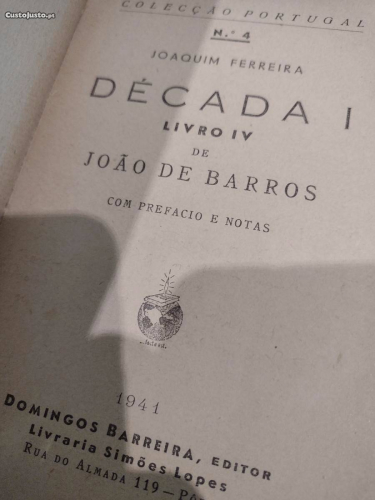 CustoJusto.pt
COLECÇÃO PORTUGAL
N.º 4
JOAQUIM FERREIRA
DÉCADA I
LIVRO IV
DE
JOÃO DE BARROS
COM PREFACIO E NOTAS
1941
DOMINGOS BARREIRA, EDITOR
Livraria Simões Lopes
RUA DO ALMADA 119 —